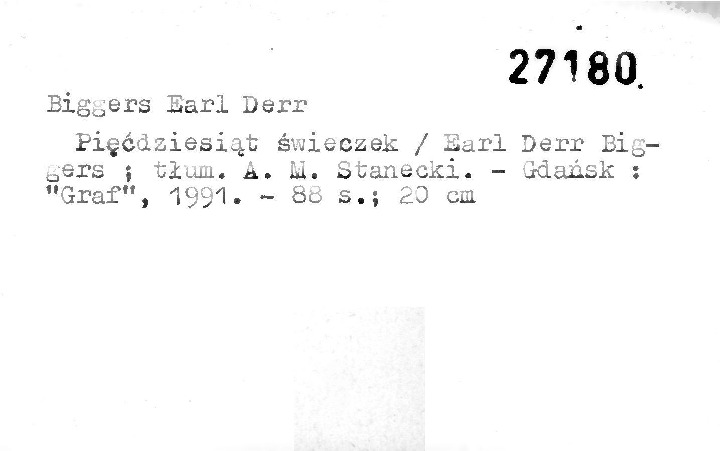 27180.
Biggers Earl Derr
Pięćdziesiąt świeczek / Earl Derr Big-
gers ; tłum. A. M. Stanecki. - Gdańsk :
"Graf", 1991. - 88 s.; 20 cm